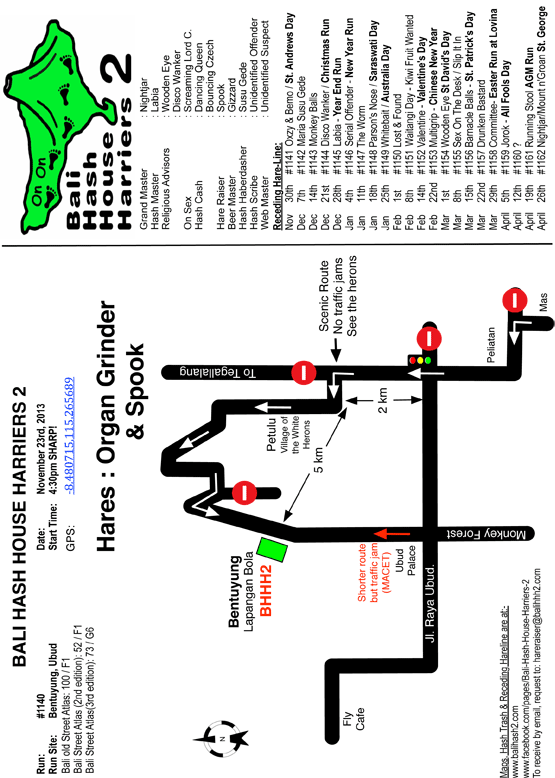 BALI HASH HOUSE HARRIERS 2
Run: #1140
Run Site: Bentuyung, Ubud
Bali old Street Atlas: 100 / F1
Bali Street Atlas (2nd edition): 52 / F1
Bali Street Atlas(3rd edition): 73 / G6
Date: November 23rd, 2013
Start Time: 4:30pm SHARP!
GPS: -8.480715,115.265689
Hares : Organ Grinder
& Spook
Fly
Cafe
Bentuyung
Lapangan Bola
BHHH2
5 km
Petulu
Village of
the White
Herons
To Tegallalang
Scenic Route
No traffic jams
See the herons
2 km
Shorter route
but traffic jam
(MACET)
Ubud
Palace
Jl. Raya Ubud.
Monkey Forest
Peliatan
Mas
Maps, Hash Trash & Receding Hareline are at:
www.balihash2.com
www.facebook.com/pages/Bali-Hash-House-Harriers-2
To receive by email, request to: hareraiser@balihh2.com
On On
Bali
Hash
House
Harriers 2
Grand Master : Nightjar
Hash Master : Labia
Religious Advisors : Wooden Eye
: Disco Wanker
On Sex : Screaming Lord C.
Hash Cash : Dancing Queen
: Bouncing Czech
Hare Raiser : Spook
Beer Master : Gizzard
Hash Haberdasher : Susu Gede
Hash Scribe : Unidentified Offender
Web Master : Unidentified Suspect
Receding Hare-Line:
Nov 30th #1141 Orxzy & Bemo / St. Andrews Day
Dec 7th #1142 Maria Susu Gede
Dec 14th #1143 Monkey Balls
Dec 21st #1144 Disco Wanker / Christmas Run
Dec 28th #1145 Labia - Year End Run
Jan 4th #1146 Serial Offender - New Year Run
Jan 11th #1147 The Worm
Jan 18th #1148 Parson's Nose / Saraswati Day
Jan 25th #1149 Whitebait / Australia Day
Feb 1st #1150 Lost & Found
Feb 8th #1151 Waitangi Day - Kiwi Fruit Wanted
Feb 14th #1152 Valentine - Valentine's Day
Feb 22nd #1153 Mudgrip - Chinese New Year
Mar 1st #1154 Wooden Eye St David's Day
Mar 8th #1155 Sex On The Desk / Slip It In
Mar 15th #1156 Barnacle Balls - St. Patrick's Day
Mar 22nd #1157 Drunken Bastard
Mar 29th #1158 Committee- Easter Run at Lovina
April 5th #1159 Jorok - All Fools Day
April 12th #1160 ?
April 19th #1161 Running Stool AGM Run
April 26th #1162 Nightjar/Mount n'Groan St. George